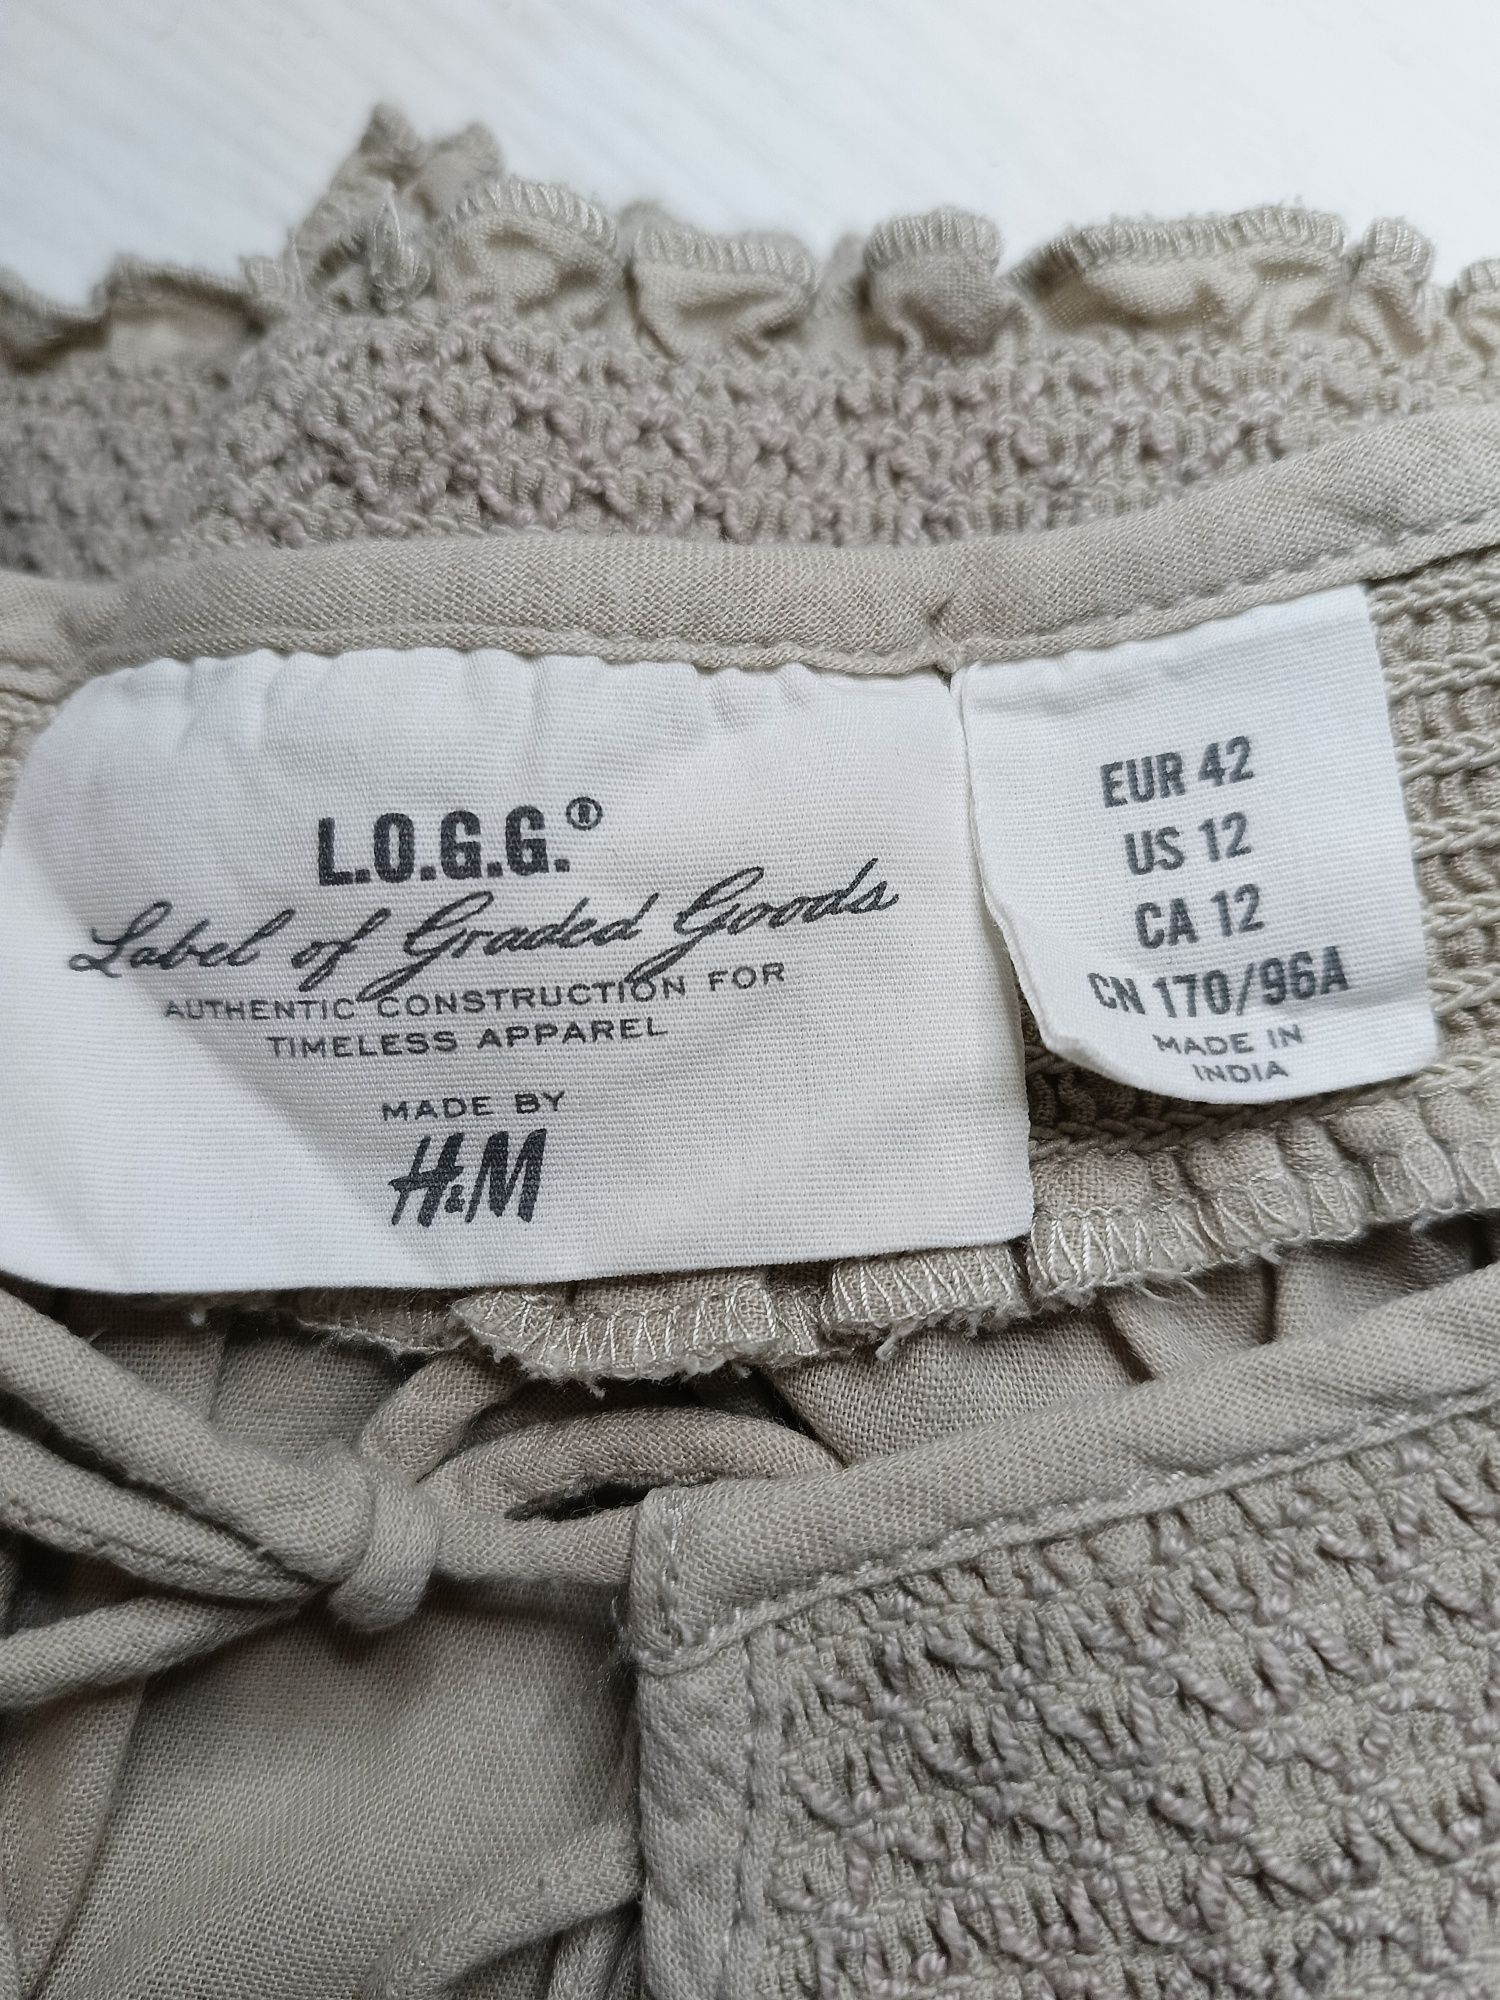 L.O.G.G.®
Label of Graded Goods
AUTHENTIC CONSTRUCTION FOR
TIMELESS APPAREL
MADE BY
H&M
EUR 42
US 12
CA 12
CN 170/96A
MADE IN
INDIA